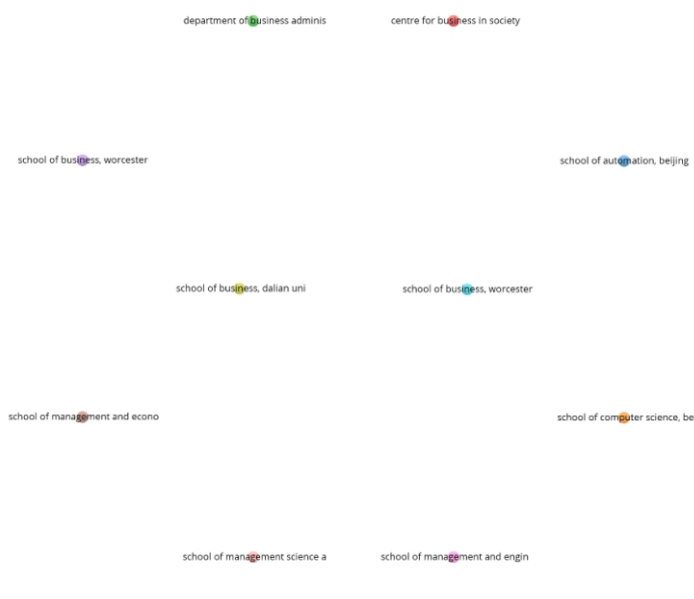 department of business adminis
centre for business in society
school of business, worcester
school of automation, beijing
school of business, dalian uni
school of business, worcester
school of management and econo
school of computer science, be
school of management science a
school of management and engin